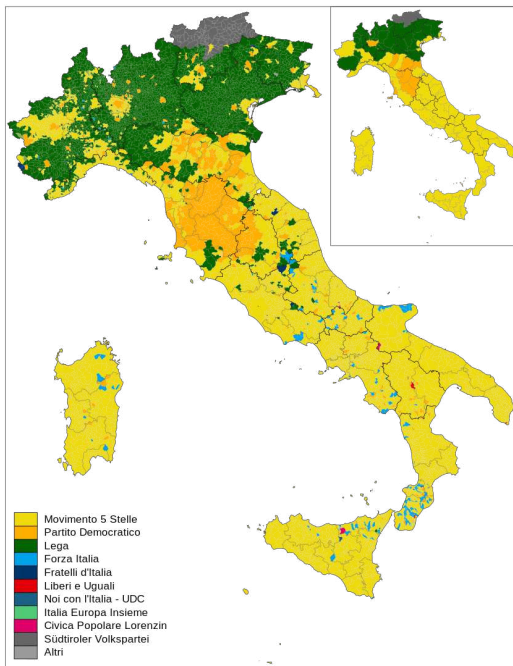 Movimento 5 Stelle
Partito Democratico
Lega
Forza Italia
Fratelli d'Italia
Liberi e Uguali
Noi con l'Italia - UDC
Italia Europa Insieme
Civica Popolare Lorenzin
Südtiroler Volkspartei
Altri